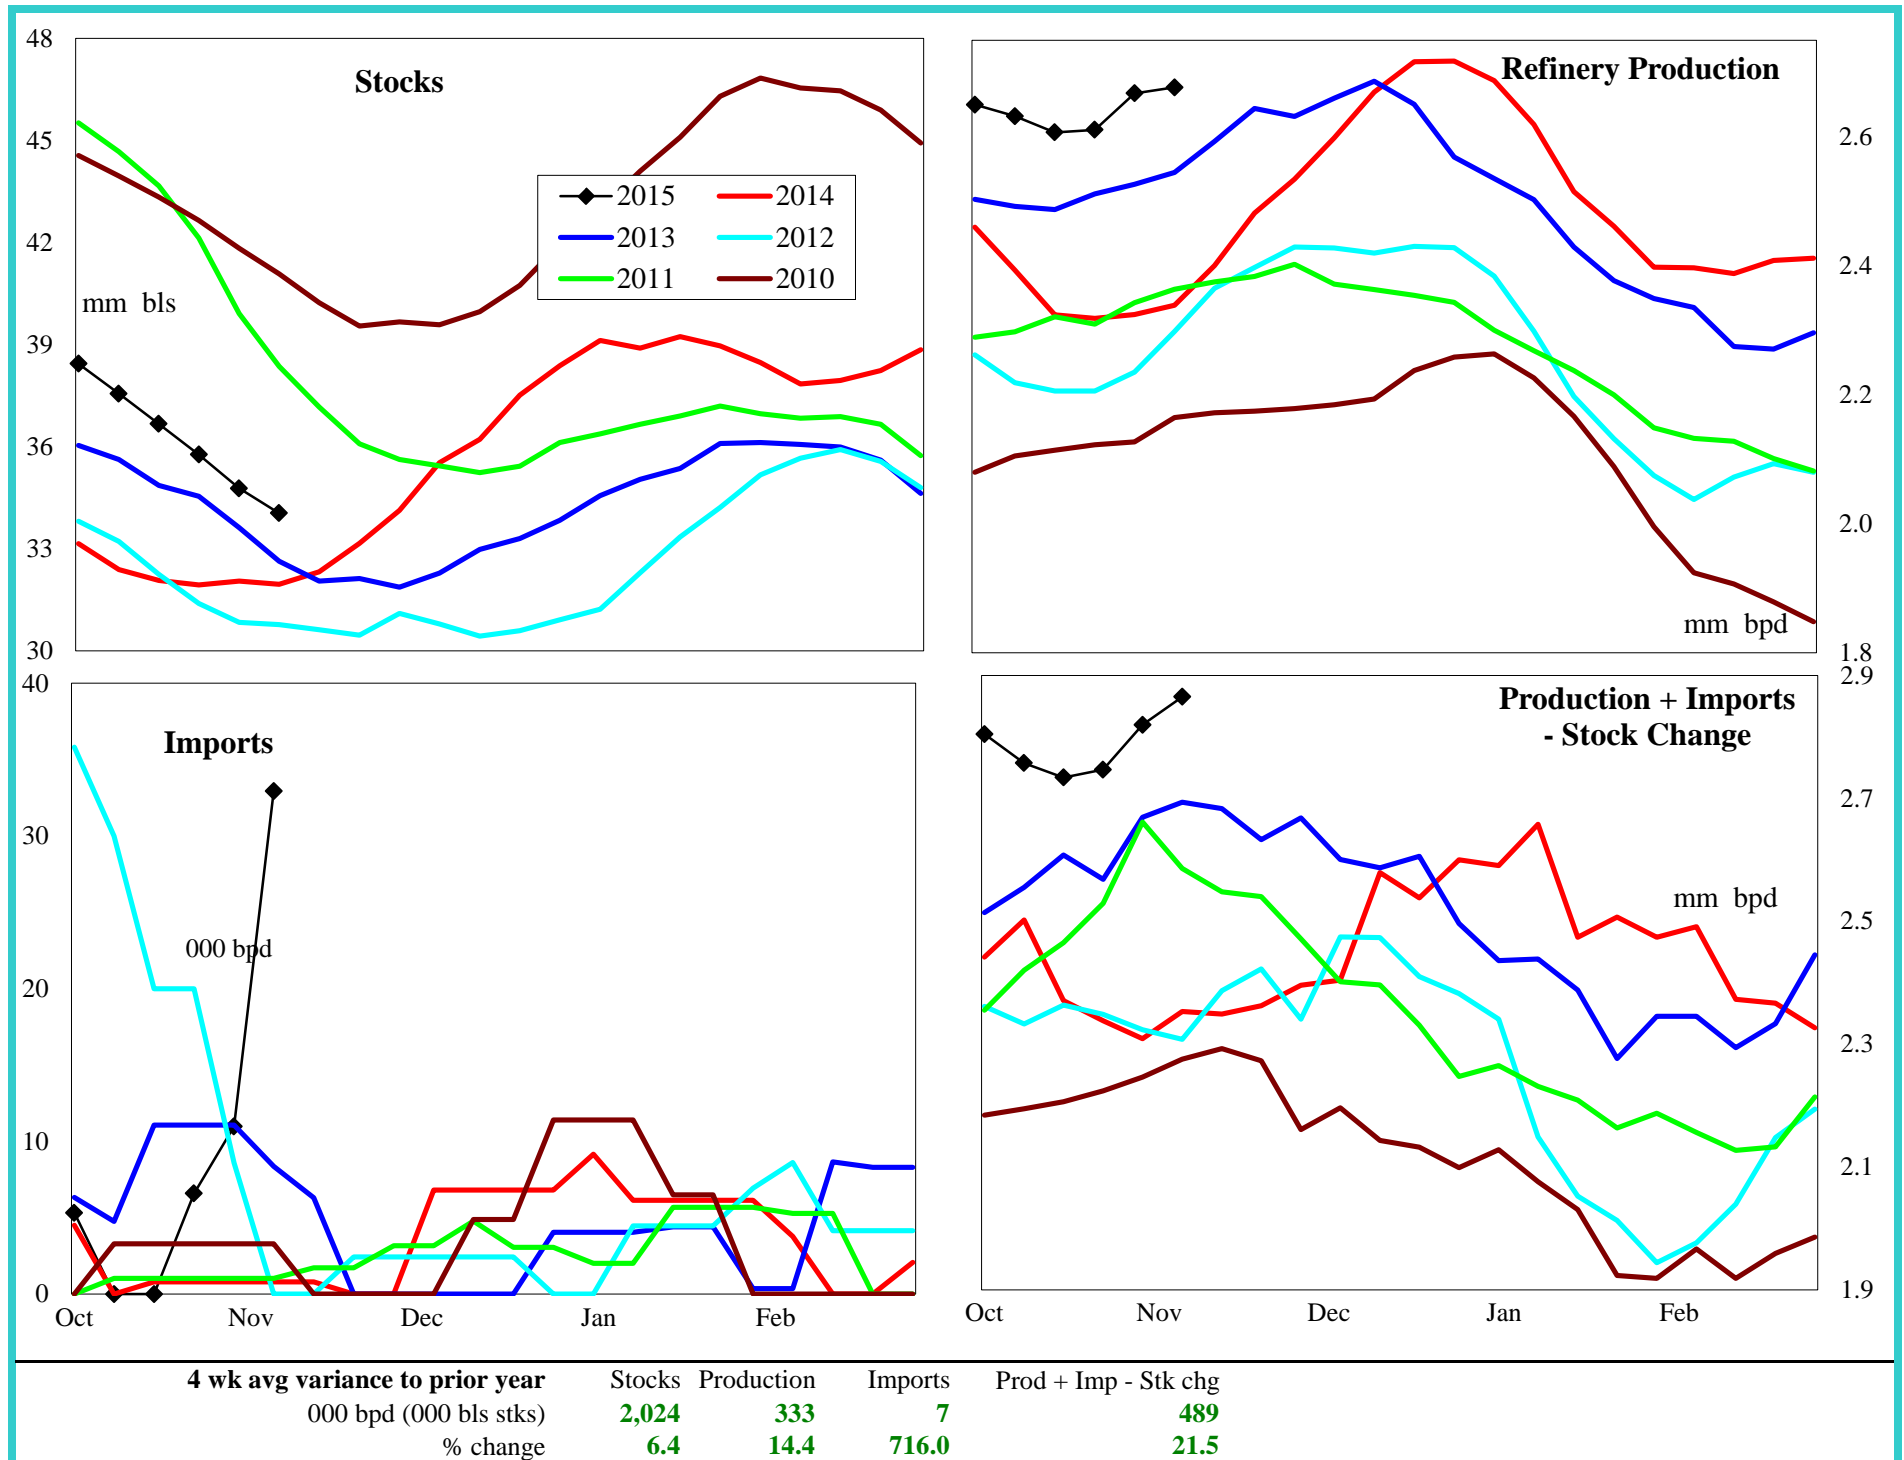 Stocks
48
45
42
39
36
33
30
mm bls
2015
2014
2013
2012
2011
2010
Refinery Production
2.6
2.4
2.2
2.0
1.8
mm bpd
Imports
40
30
20
10
0
000 bpd
Oct
Nov
Dec
Jan
Feb
Production + Imports
- Stock Change
2.9
2.7
2.5
2.3
2.1
1.9
mm bpd
Oct
Nov
Dec
Jan
Feb
4 wk avg variance to prior year Stocks Production Imports Prod + Imp - Stk chg
000 bpd (000 bls stks) 2,024 333 7 489
% change 6.4 14.4 716.0 21.5